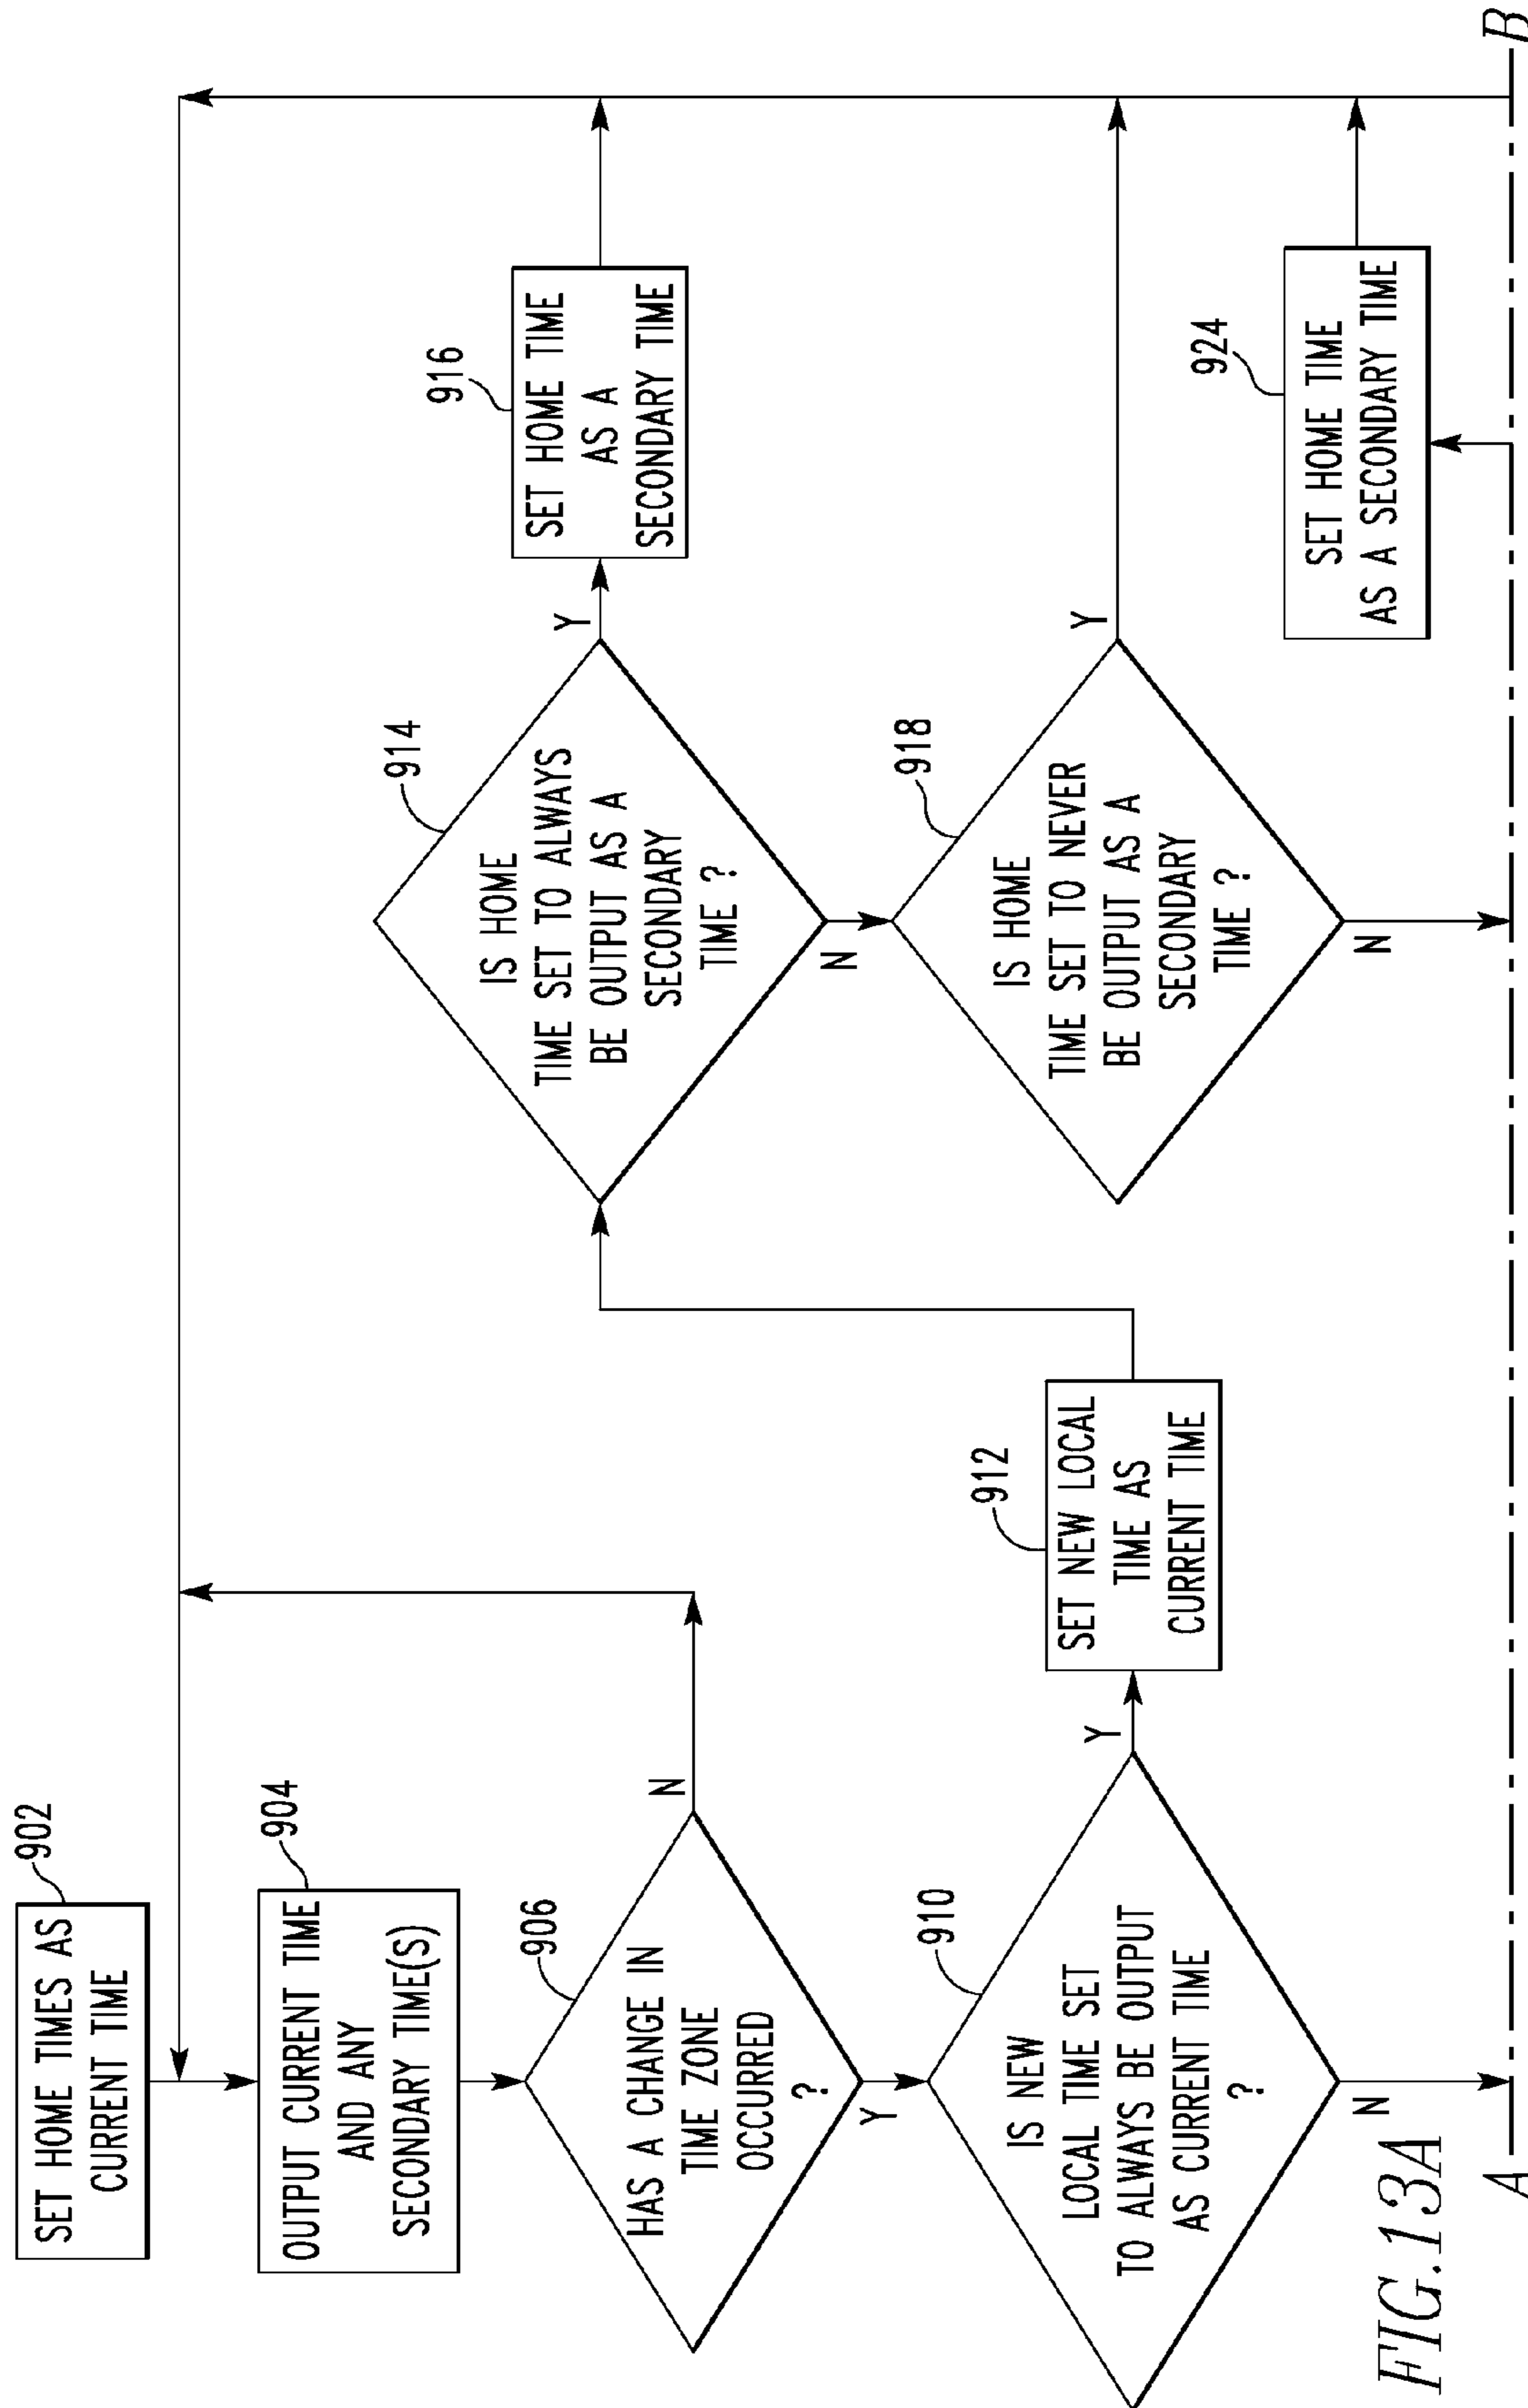 902
SET HOME TIMES AS
CURRENT TIME
904
OUTPUT CURRENT TIME
AND ANY
SECONDARY TIME(S)
906
HAS A CHANGE IN
TIME ZONE
OCCURRED
?
N
Y
910
IS NEW
LOCAL TIME SET
TO ALWAYS BE OUTPUT
AS CURRENT TIME
?
Y
N
912
SET NEW LOCAL
TIME AS
CURRENT TIME
914
IS HOME
TIME SET TO ALWAYS
BE OUTPUT AS A
SECONDARY
TIME ?
Y
N
916
SET HOME TIME
AS A
SECONDARY TIME
918
IS HOME
TIME SET TO NEVER
BE OUTPUT AS A
SECONDARY
TIME ?
Y
N
924
SET HOME TIME
AS A SECONDARY TIME
FIG.13A
A
B